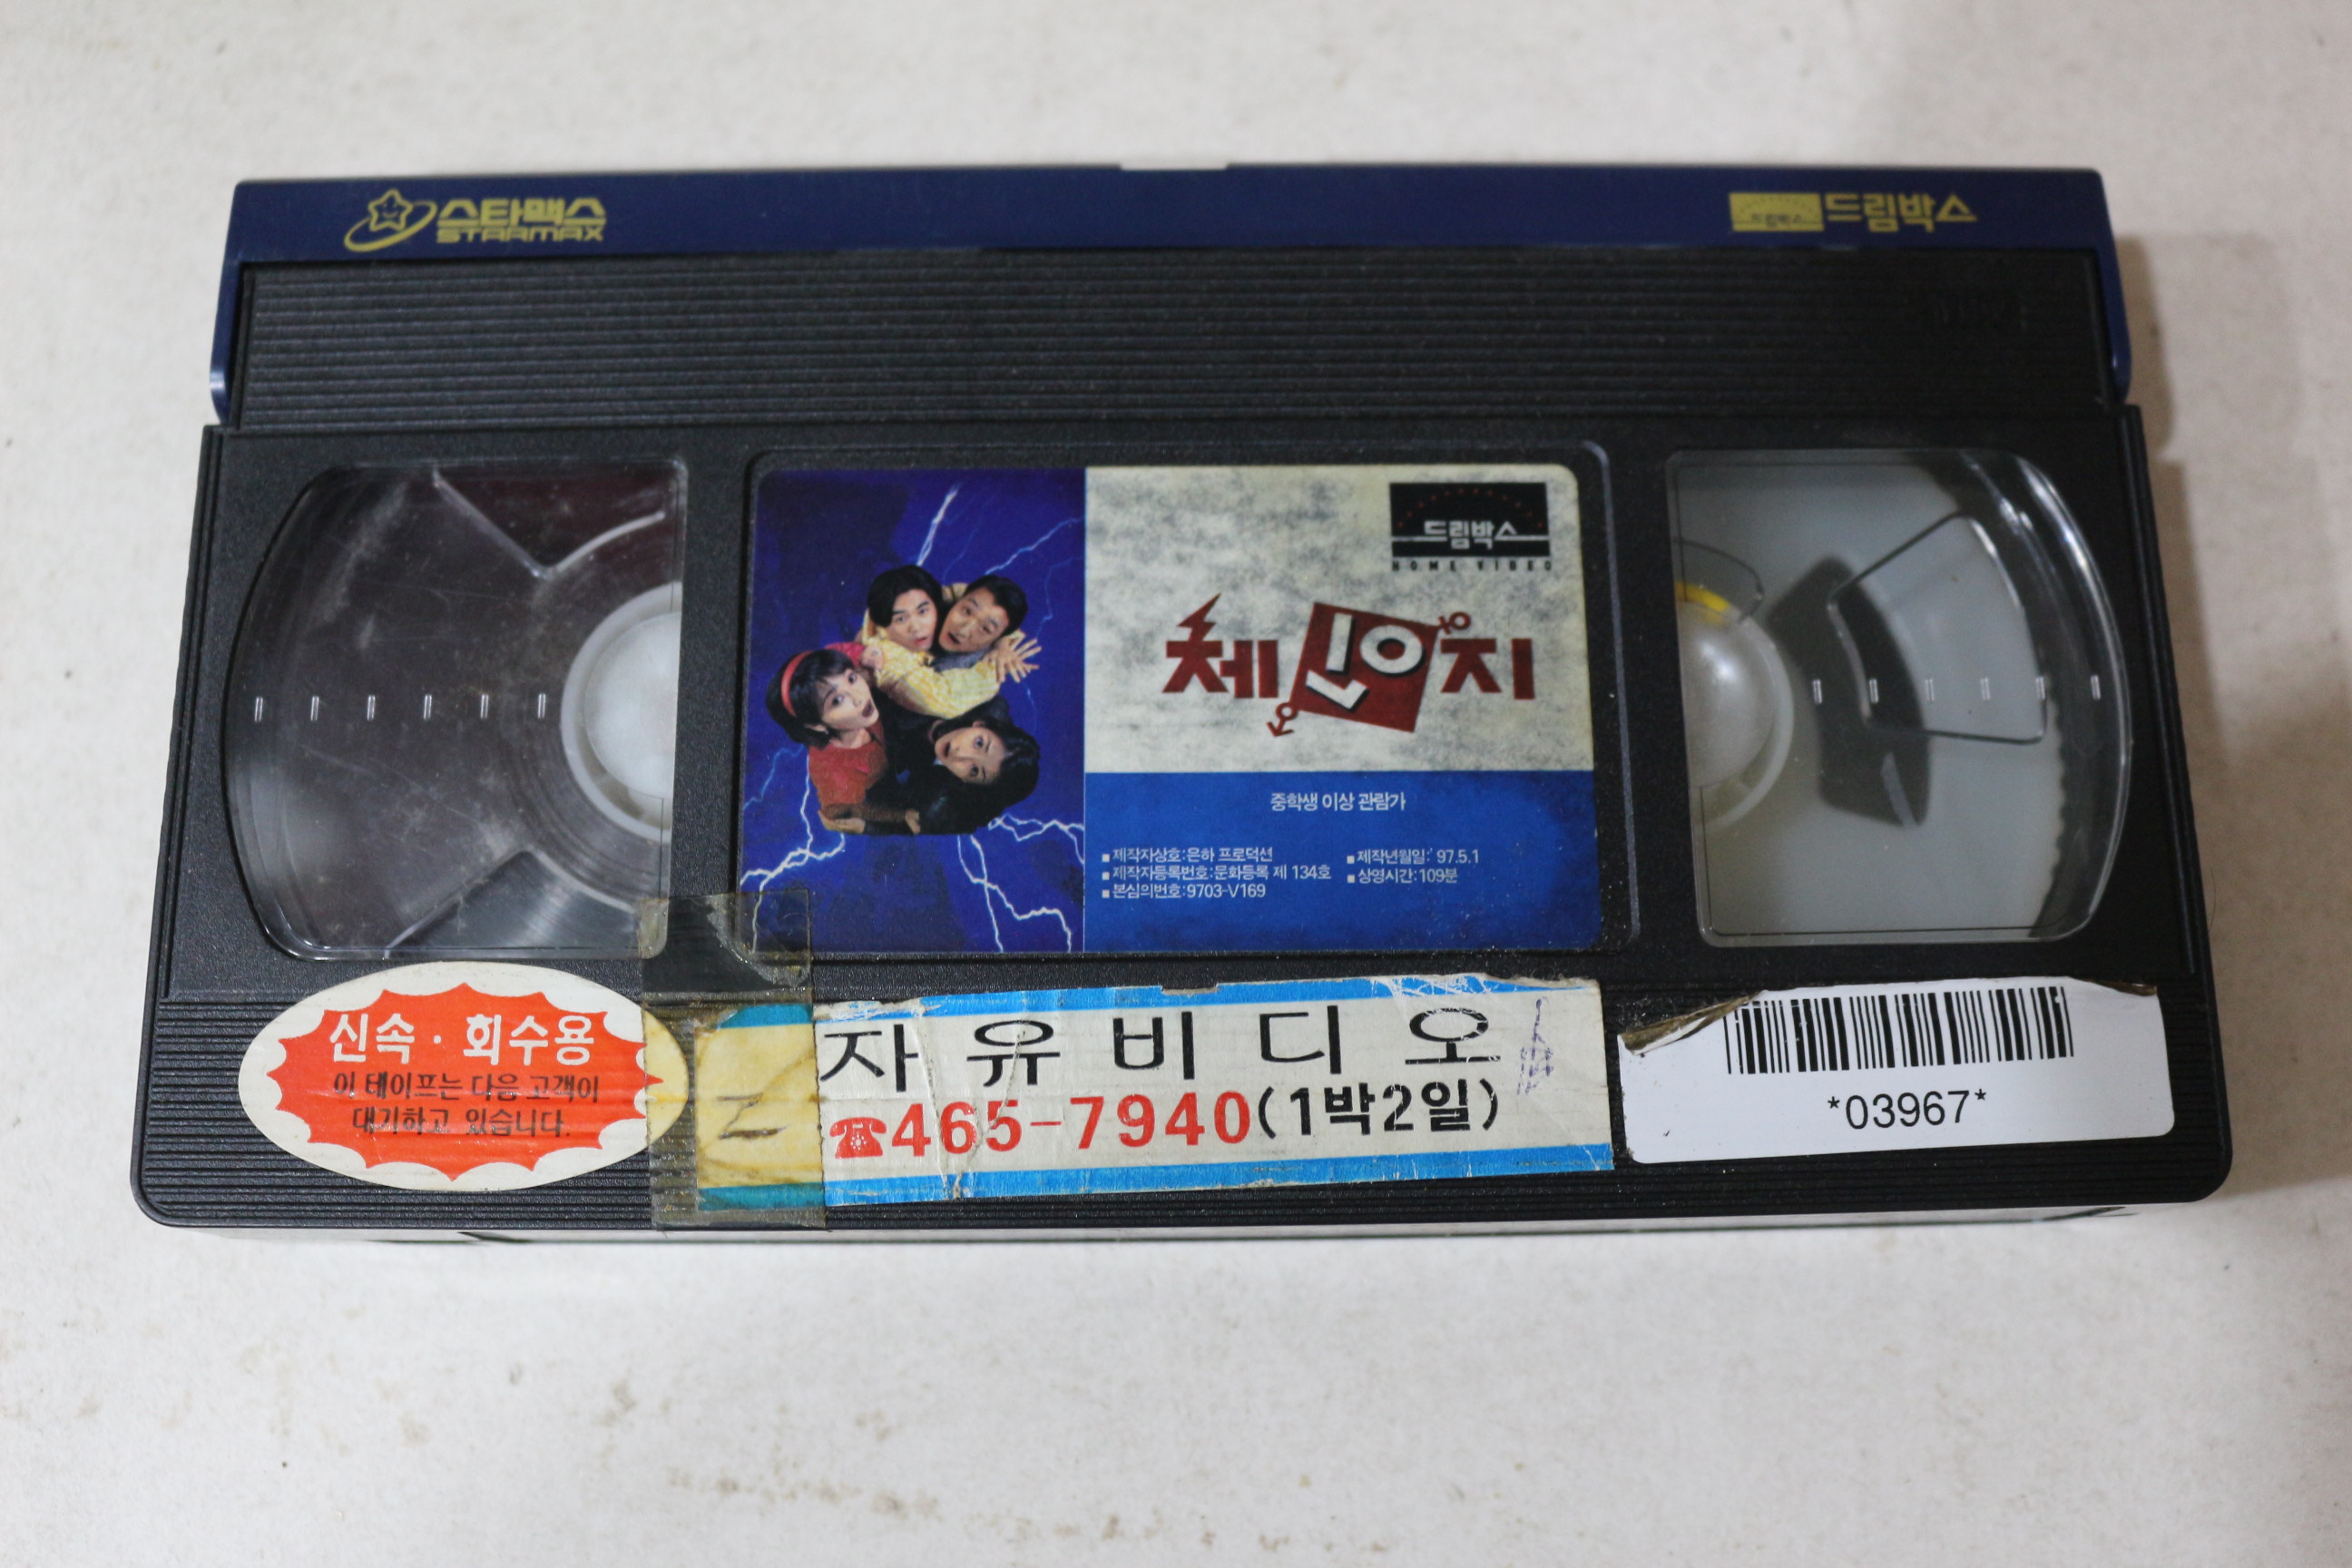 스타맥스
STARMAX
드림박스
드림박스
드림박스
HOME VIDEO
체인지
중학생 이상 관람가
■제작자상호:은하 프로덕션
■제작자등록번호:문화등록 제 134호
■본심의번호:9703-V169
■제작년월일:'97.5.1
■상영시간:109분
신속·회수용
이 테이프는 다음 고객이
대기하고 있습니다.
자유비디오
☎465-7940(1박2일)
*03967*